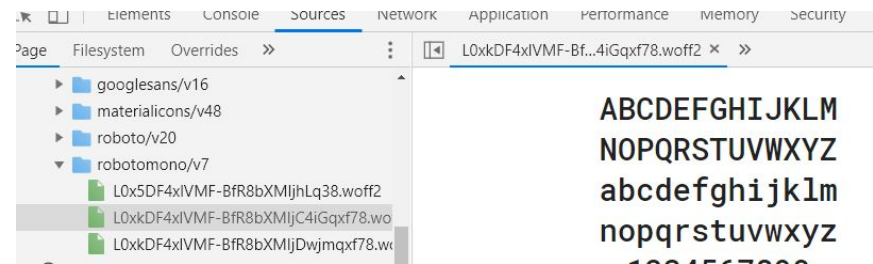 Elements Console Sources Network Application Performance Memory Security
Page Filesystem Overrides » L0xkDF4xlVMF-Bf...4iGqxf78.woff2 × »
googlesans/v16
materialicons/v48
roboto/v20
robotomono/v7
L0x5DF4xlVMF-BfR8bXMIjhLq38.woff2
L0xkDF4xlVMF-BfR8bXMIjC4iGqxf78.wo
L0xkDF4xlVMF-BfR8bXMIjDwjmqxf78.wo
ABCDEFGHIJKLM
NOPQRSTUVWXYZ
abcdefghijklm
nopqrstuvwxyz
1234567890